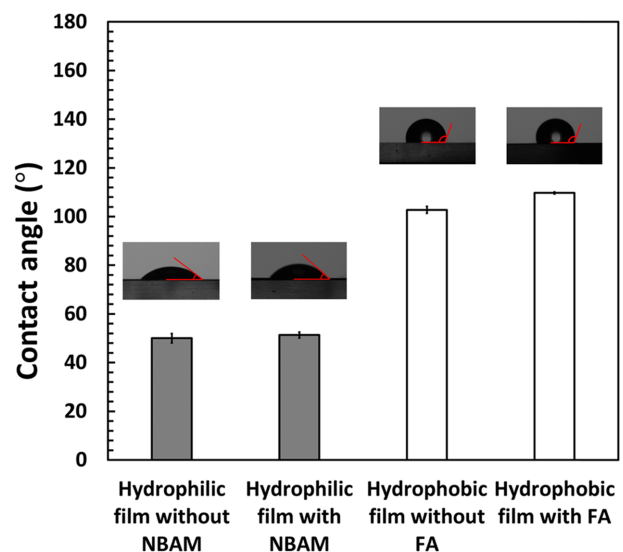 180
160
140
120
100
80
60
40
20
0
Contact angle (°)
Hydrophilic
film without
NBAM
Hydrophilic
film with
NBAM
Hydrophobic
film without
FA
Hydrophobic
film with FA